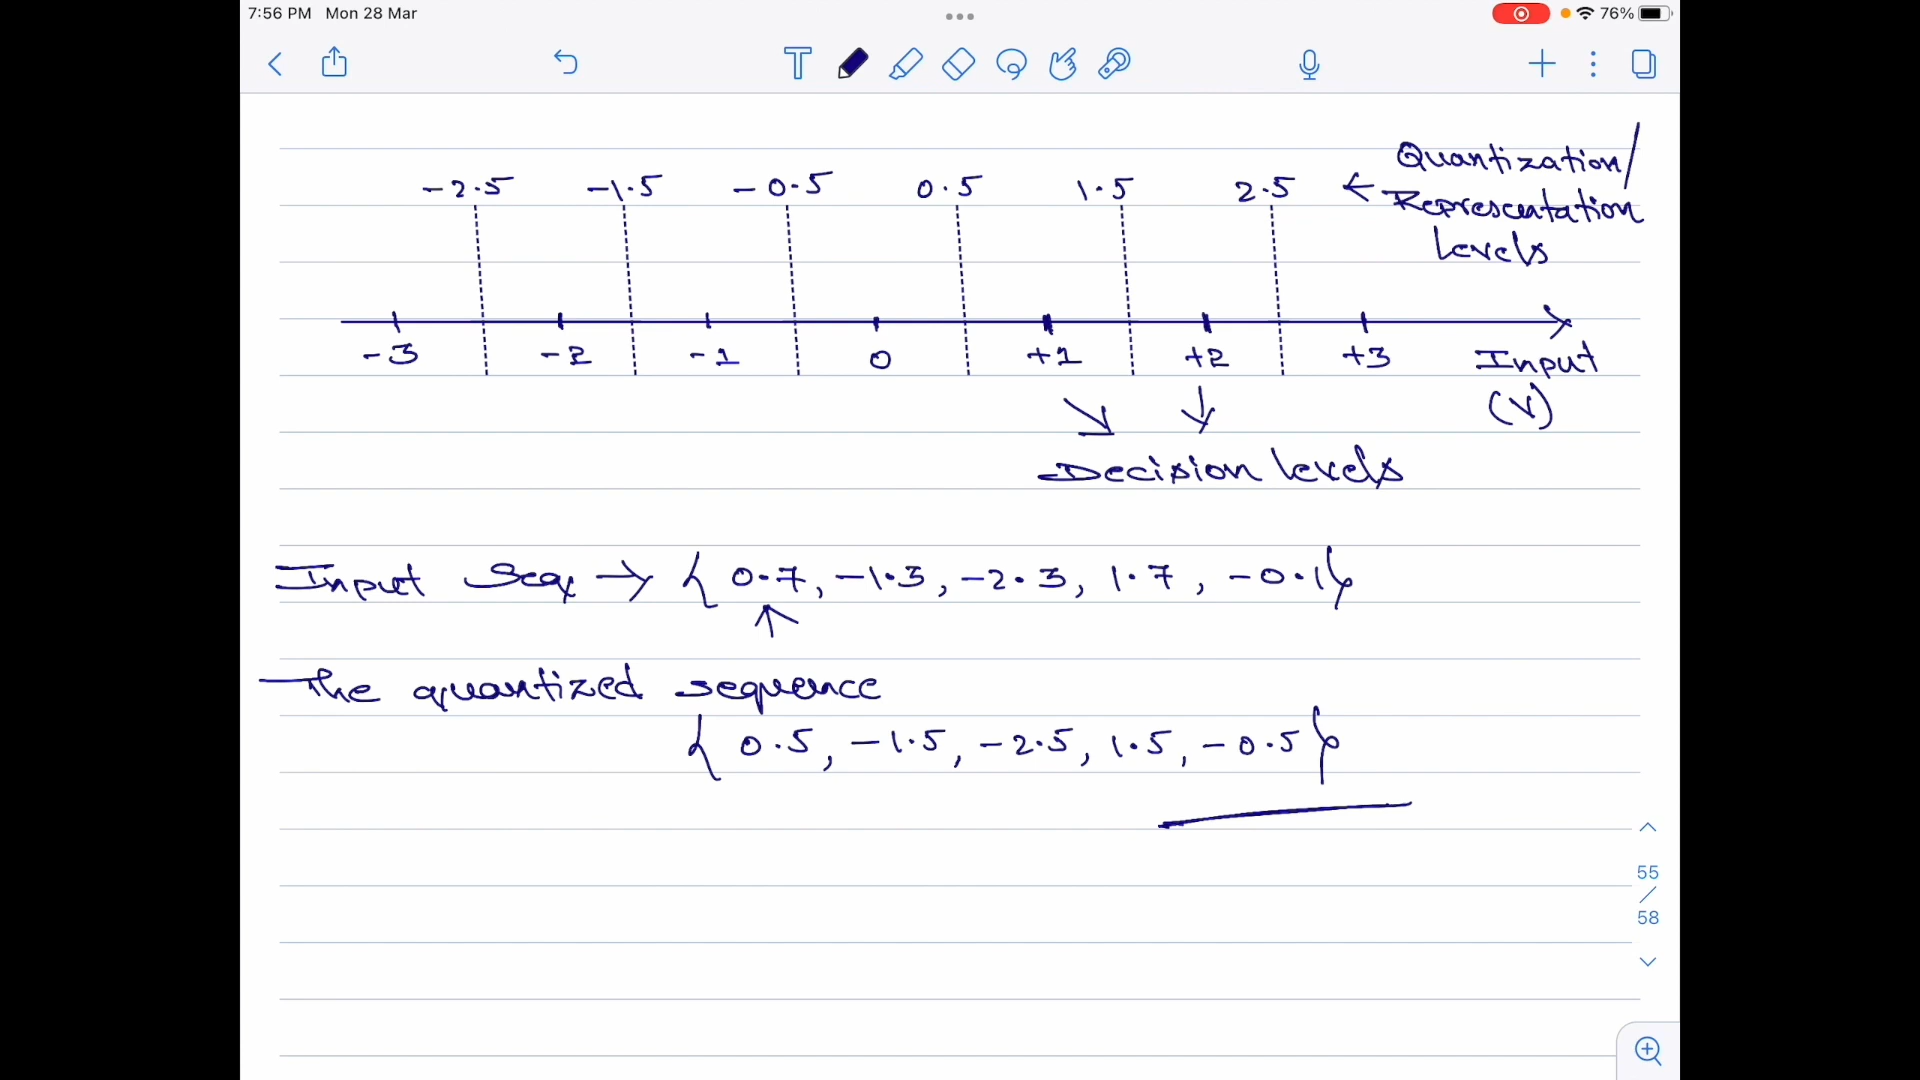 7:56 PM Mon 28 Mar
76%
-2.5 -1.5 -0.5 0.5 1.5 2.5 ← Quantization/
Representation
levels
-3 -2 -1 0 +1 +2 +3 Input
(V)
Decision levels
Input Seq → { 0.7, -1.3, -2.3, 1.7, -0.1}
↑
The quantized sequence
{ 0.5, -1.5, -2.5, 1.5, -0.5}
55
/
58